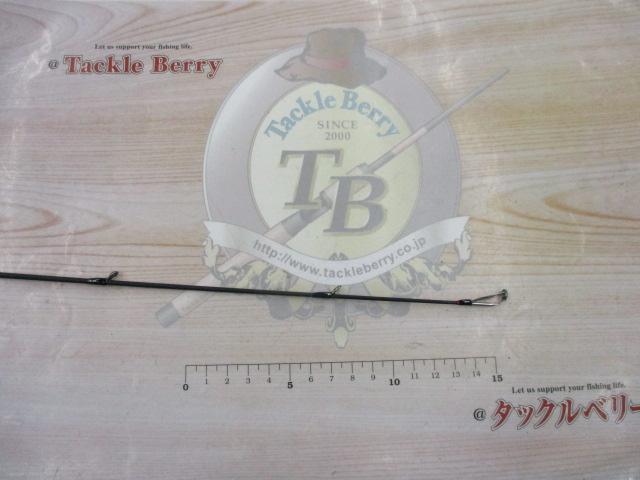 Let us support your fishing life.
@ Tackle Berry
Tackle Berry
SINCE
2000
TB
http://www.tackleberry.co.jp
0 1 2 3 4 5 6 7 8 9 10 11 12 13 14 15
Let us support your fishing life.
@ タックルベリー